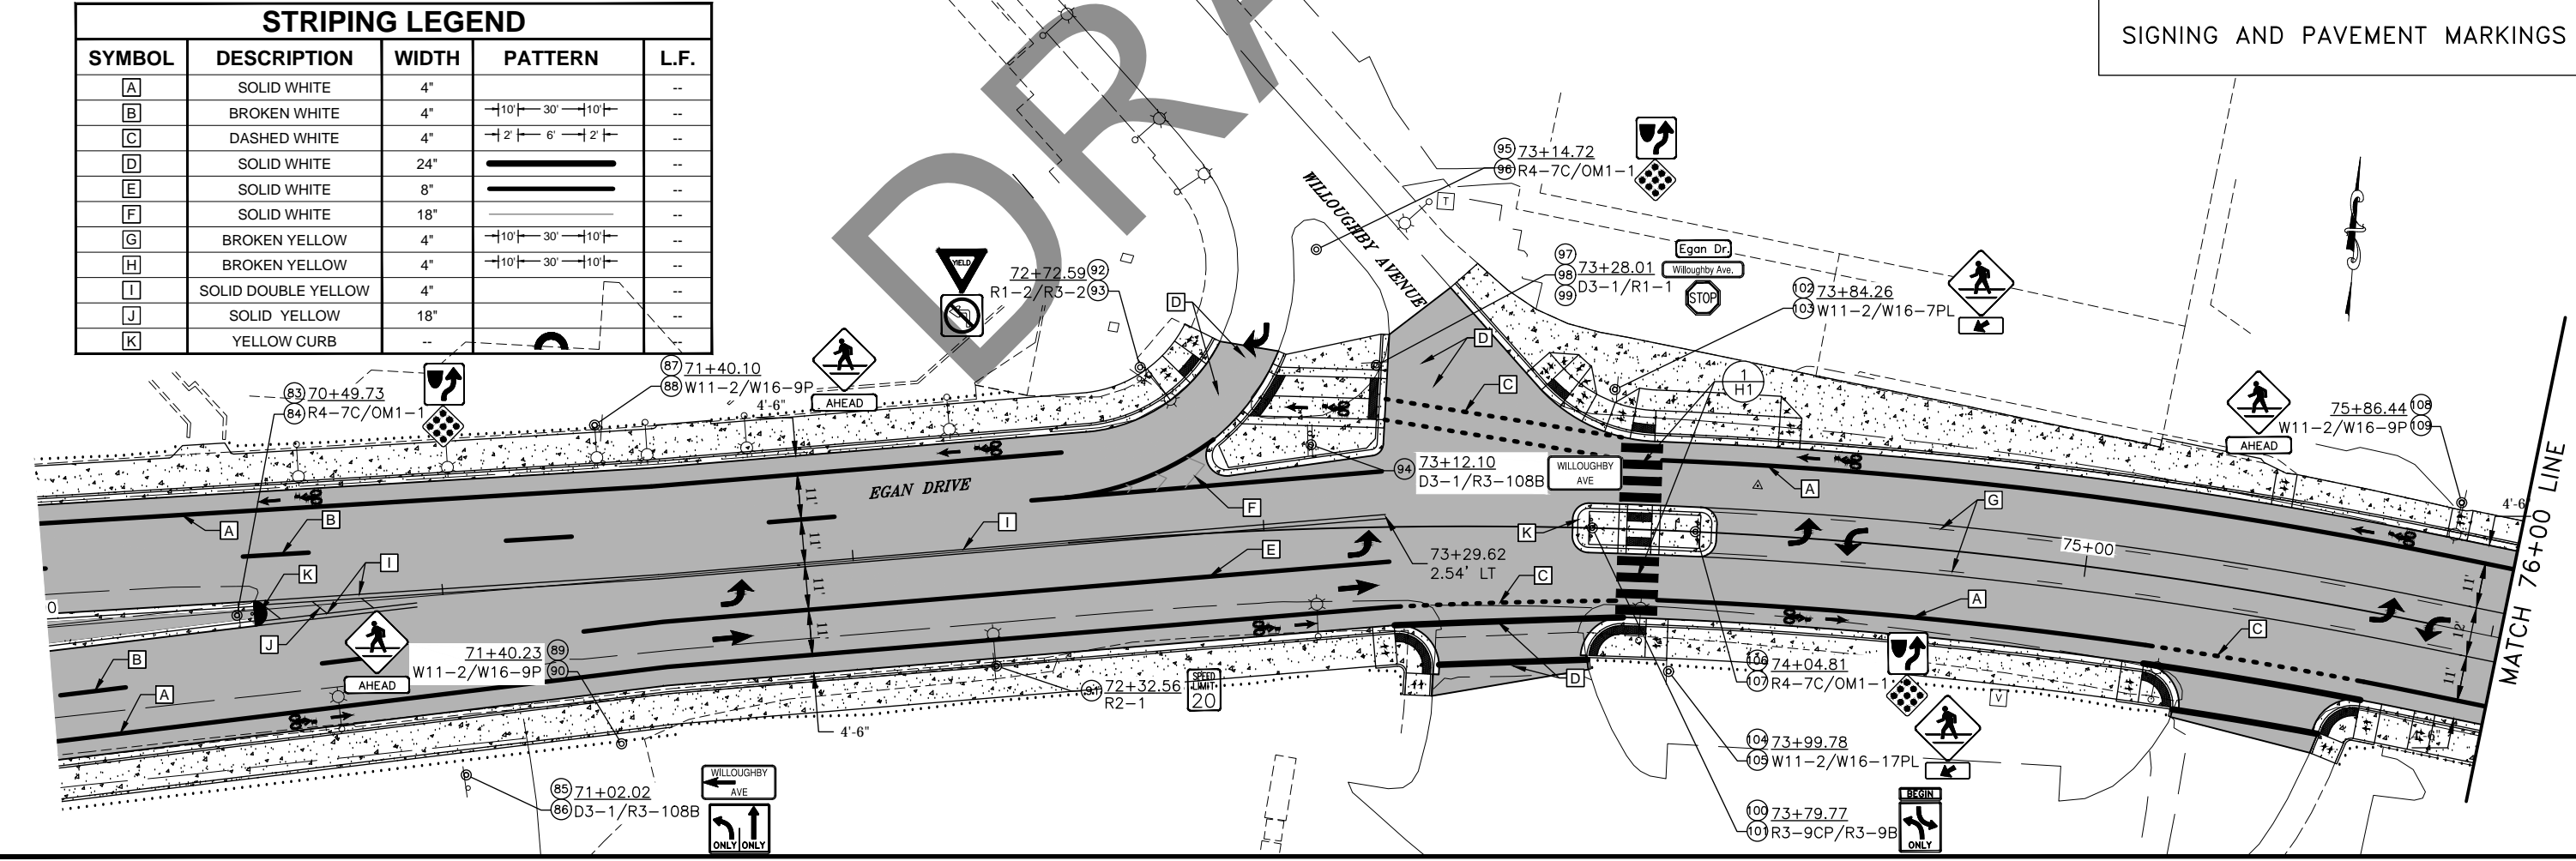 STRIPING LEGEND
SYMBOL DESCRIPTION WIDTH PATTERN L.F.
A SOLID WHITE 4" --
B BROKEN WHITE 4" 10' 30' 10' --
C DASHED WHITE 4" 2' 6' 2' --
D SOLID WHITE 24" --
E SOLID WHITE 8" --
F SOLID WHITE 18" --
G BROKEN YELLOW 4" 10' 30' 10' --
H BROKEN YELLOW 4" 10' 30' 10' --
I SOLID DOUBLE YELLOW 4" --
J SOLID YELLOW 18" --
K YELLOW CURB -- --
SIGNING AND PAVEMENT MARKINGS
DRA
WILLOUGHBY AVENUE
EGAN DRIVE
83 70+49.73
84 R4-7C/OM1-1
87 71+40.10
88 W11-2/W16-9P
AHEAD
4'-6"
YIELD
72+72.59 92
R1-2/R3-2 93
95 73+14.72
96 R4-7C/OM1-1
T
97
98 73+28.01
99 D3-1/R1-1
Egan Dr.
Willoughby Ave.
STOP
102 73+84.26
103 W11-2/W16-7PL
1
H1
75+86.44 108
W11-2/W16-9P 109
AHEAD
4'-6"
94 73+12.10
D3-1/R3-108B
WILLOUGHBY
AVE
D
D
C
A
G
F
I
E
K
C
A
C
D
A
B
K
I
J
B
A
11'
11'
11'
11'
73+29.62
2.54' LT
75+00
11'
12'
11'
MATCH 76+00 LINE
0
71+40.23 89
W11-2/W16-9P 90
AHEAD
91 72+32.56
R2-1
SPEED
LIMIT
20
4'-6"
106 74+04.81
107 R4-7C/OM1-1
V
104 73+99.78
105 W11-2/W16-17PL
85 71+02.02
86 D3-1/R3-108B
WILLOUGHBY
AVE
ONLY ONLY
100 73+79.77
101 R3-9CP/R3-9B
BEGIN
ONLY